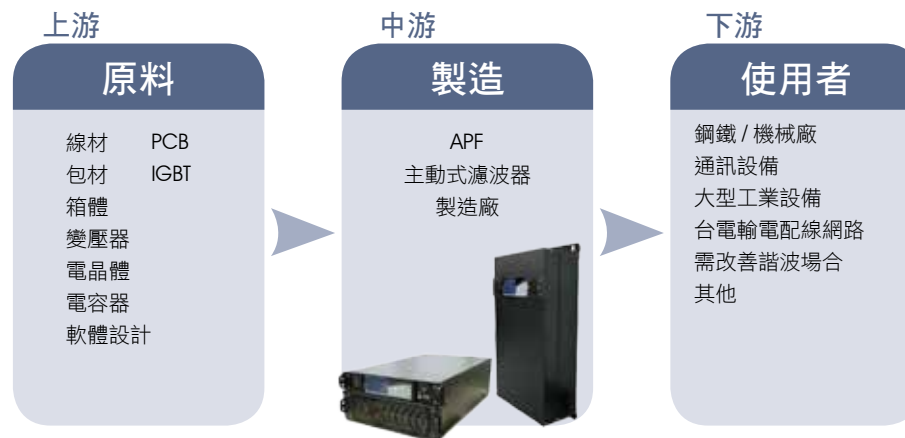 上游
原料
線材 PCB
包材 IGBT
箱體
變壓器
電晶體
電容器
軟體設計
中游
製造
APF
主動式濾波器
製造廠
下游
使用者
鋼鐵 / 機械廠
通訊設備
大型工業設備
台電輸電配線網路
需改善諧波場合
其他